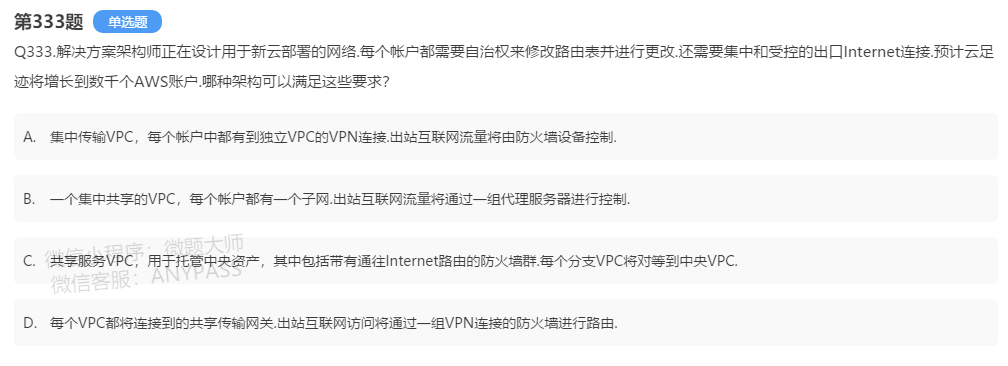 第333题 单选题
Q333.解决方案架构师正在设计用于新云部署的网络.每个帐户都需要自治权来修改路由表并进行更改.还需要集中和受控的出口Internet连接.预计云足
迹将增长到数千个AWS账户.哪种架构可以满足这些要求?
A. 集中传输VPC，每个帐户中都有到独立VPC的VPN连接.出站互联网流量将由防火墙设备控制.
B. 一个集中共享的VPC，每个帐户都有一个子网.出站互联网流量将通过一组代理服务器进行控制.
微信小程序：微题大师
C. 共享服务VPC，用于托管中央资产，其中包括带有通往Internet路由的防火墙群.每个分支VPC将对等到中央VPC.
微信客服：ANYPASS
D. 每个VPC都将连接到的共享传输网关.出站互联网访问将通过一组VPN连接的防火墙进行路由.